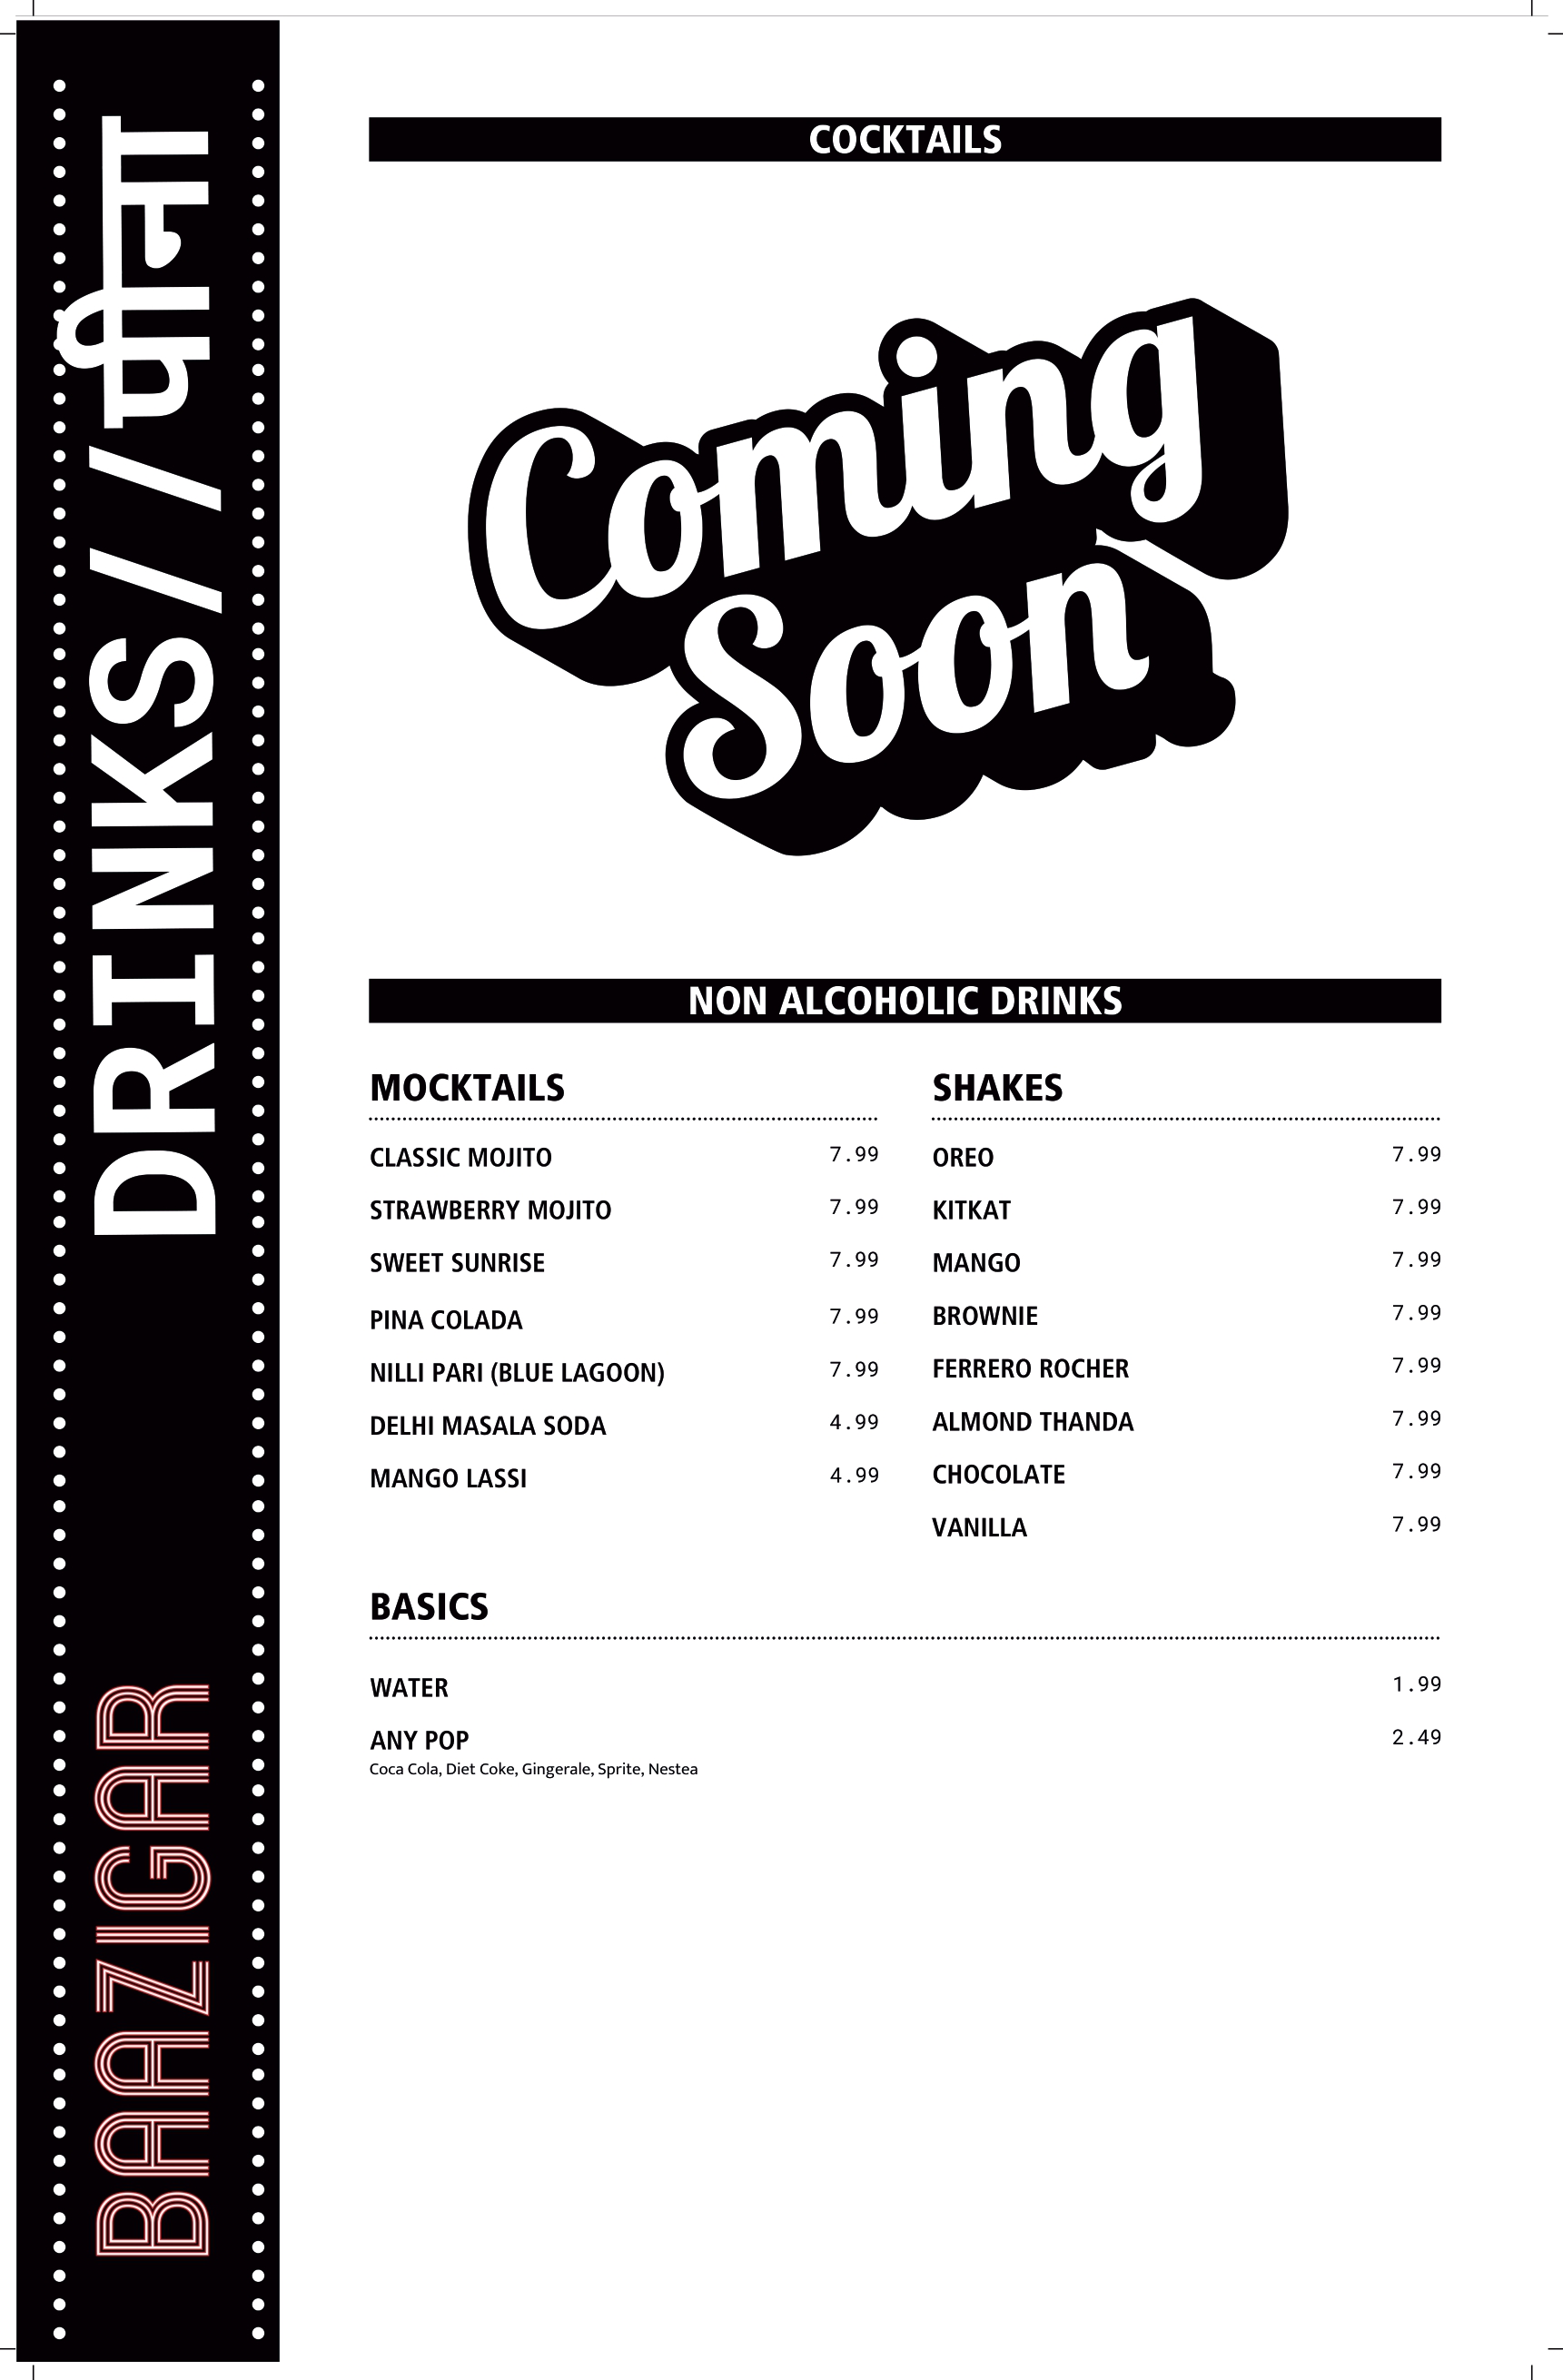 DRINKS // पीना
BAAZIGAR
COCKTAILS
Coming
Soon
NON ALCOHOLIC DRINKS
MOCKTAILS
CLASSIC MOJITO 7.99
STRAWBERRY MOJITO 7.99
SWEET SUNRISE 7.99
PINA COLADA 7.99
NILLI PARI (BLUE LAGOON) 7.99
DELHI MASALA SODA 4.99
MANGO LASSI 4.99
SHAKES
OREO 7.99
KITKAT 7.99
MANGO 7.99
BROWNIE 7.99
FERRERO ROCHER 7.99
ALMOND THANDA 7.99
CHOCOLATE 7.99
VANILLA 7.99
BASICS
WATER 1.99
ANY POP 2.49
Coca Cola, Diet Coke, Gingerale, Sprite, Nestea